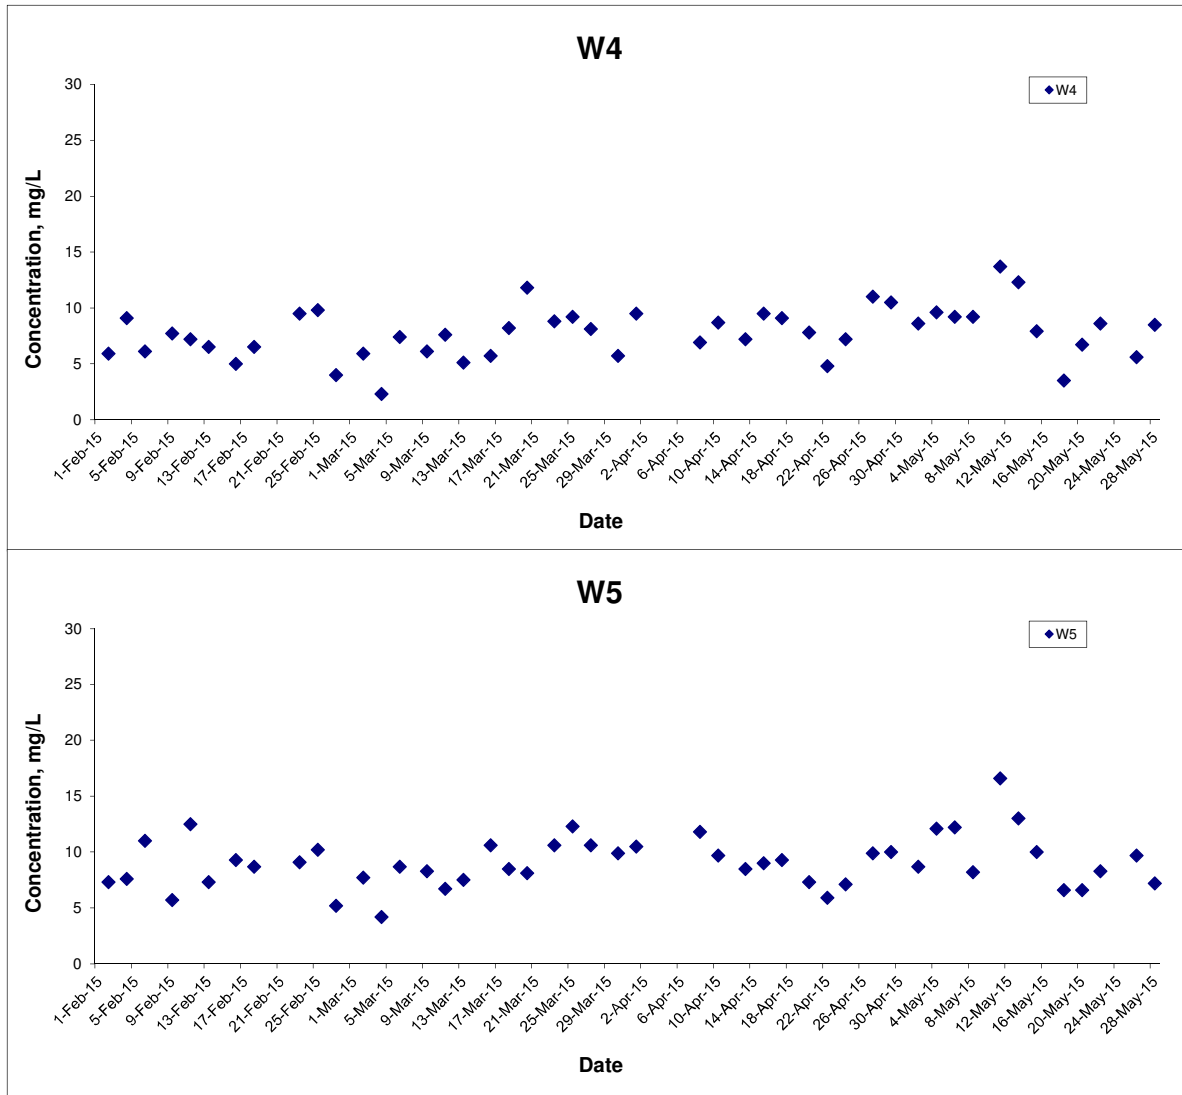 W4
W4
Concentration, mg/L
30
25
20
15
10
5
0
1-Feb-15
5-Feb-15
9-Feb-15
13-Feb-15
17-Feb-15
21-Feb-15
25-Feb-15
1-Mar-15
5-Mar-15
9-Mar-15
13-Mar-15
17-Mar-15
21-Mar-15
25-Mar-15
29-Mar-15
2-Apr-15
6-Apr-15
10-Apr-15
14-Apr-15
18-Apr-15
22-Apr-15
26-Apr-15
30-Apr-15
4-May-15
8-May-15
12-May-15
16-May-15
20-May-15
24-May-15
28-May-15
Date
W5
W5
Concentration, mg/L
30
25
20
15
10
5
0
1-Feb-15
5-Feb-15
9-Feb-15
13-Feb-15
17-Feb-15
21-Feb-15
25-Feb-15
1-Mar-15
5-Mar-15
9-Mar-15
13-Mar-15
17-Mar-15
21-Mar-15
25-Mar-15
29-Mar-15
2-Apr-15
6-Apr-15
10-Apr-15
14-Apr-15
18-Apr-15
22-Apr-15
26-Apr-15
30-Apr-15
4-May-15
8-May-15
12-May-15
16-May-15
20-May-15
24-May-15
28-May-15
Date